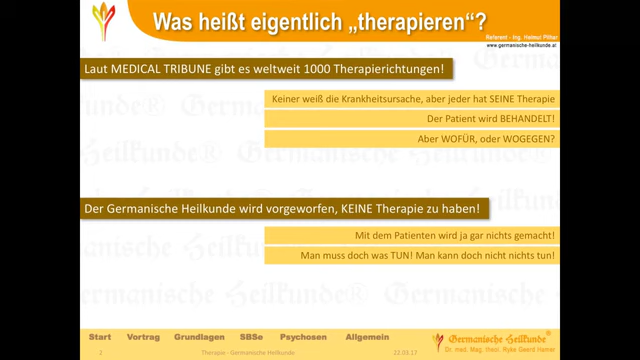 Was heißt eigentlich „therapieren“?
Referent - Ing. Helmut Pilhar
www.germanische-heilkunde.at
Laut MEDICAL TRIBUNE gibt es weltweit 1000 Therapierichtungen!
Keiner weiß die Krankheitsursache, aber jeder hat SEINE Therapie
Der Patient wird BEHANDELT!
Aber WOFÜR, oder WOGEGEN?
Der Germanische Heilkunde wird vorgeworfen, KEINE Therapie zu haben!
Mit dem Patienten wird ja gar nichts gemacht!
Man muss doch was TUN! Man kann doch nicht nichts tun!
Start Vortrag Grundlagen SBSe Psychosen Allgemein
2 Therapie - Germanische Heilkunde 22.03.17
Germanische Heilkunde®
Dr. med. Mag. theol. Ryke Geerd Hamer